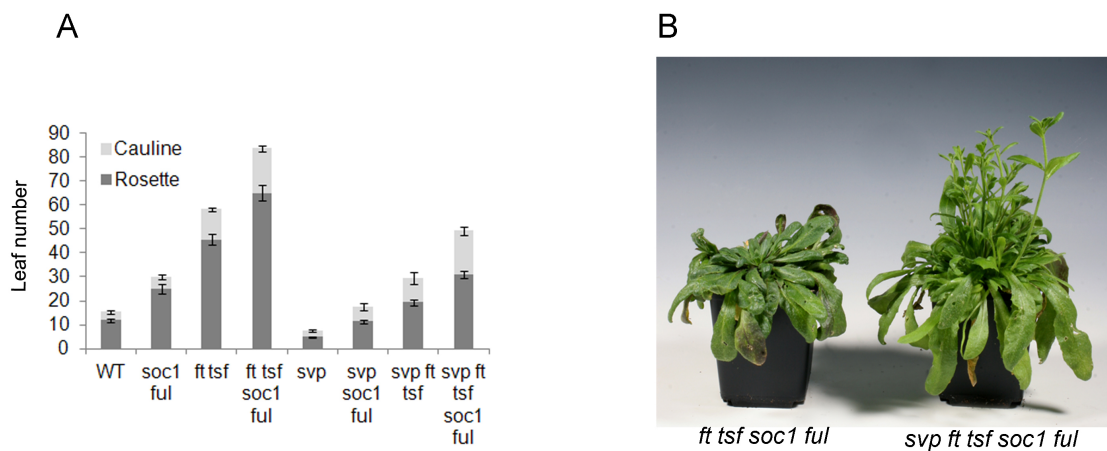 A
B
90
80
70
60
50
40
30
20
10
0
Leaf number
Cauline
Rosette
WT
soc1
ful
ft tsf
ft tsf
soc1
ful
svp
svp
soc1
ful
svp ft
tsf
svp ft
tsf
soc1
ful
ft tsf soc1 ful
svp ft tsf soc1 ful